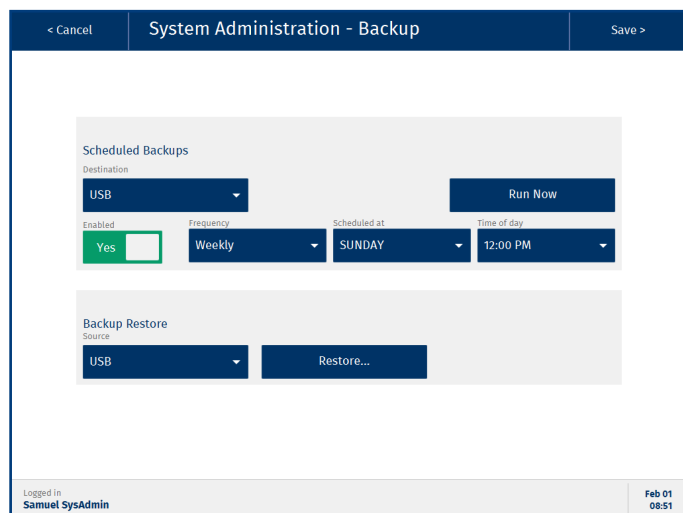 < Cancel
System Administration - Backup
Save >
Scheduled Backups
Destination
USB
Run Now
Enabled
Frequency
Scheduled at
Time of day
Yes
Weekly
SUNDAY
12:00 PM
Backup Restore
Source
USB
Restore...
Logged in
Samuel SysAdmin
Feb 01
08:51